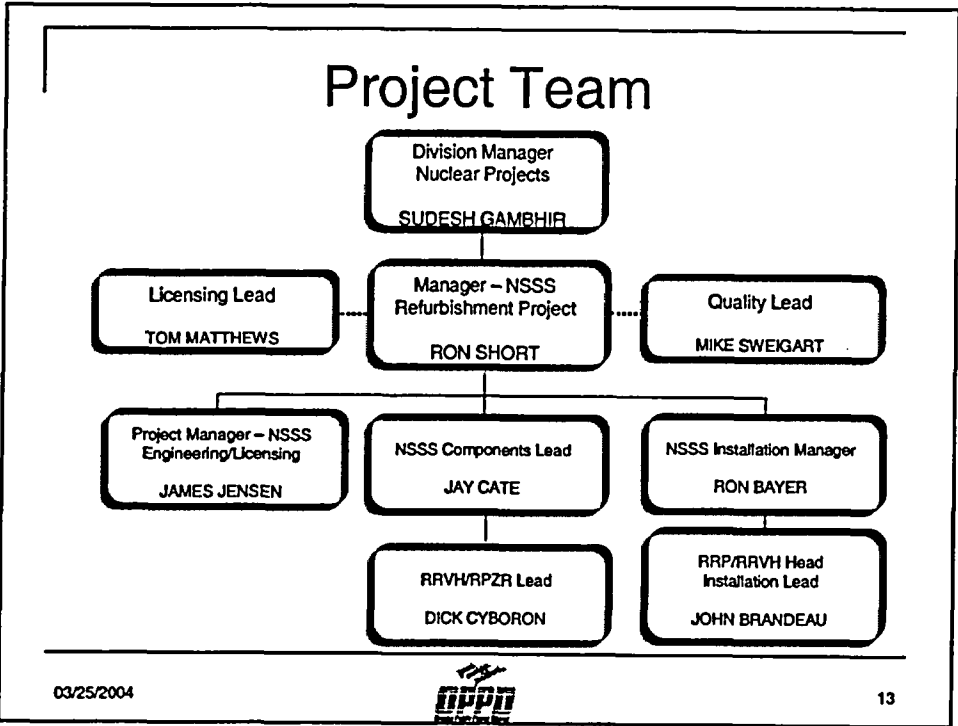 Project Team
Division Manager
Nuclear Projects
SUDESH GAMBHIR
Licensing Lead
TOM MATTHEWS
Manager – NSSS
Refurbishment Project
RON SHORT
Quality Lead
MIKE SWEIGART
Project Manager – NSSS
Engineering/Licensing
JAMES JENSEN
NSSS Components Lead
JAY CATE
NSSS Installation Manager
RON BAYER
RRVH/RPZR Lead
DICK CYBORON
RRP/RRVH Head
Installation Lead
JOHN BRANDEAU
03/25/2004
OPPD
13